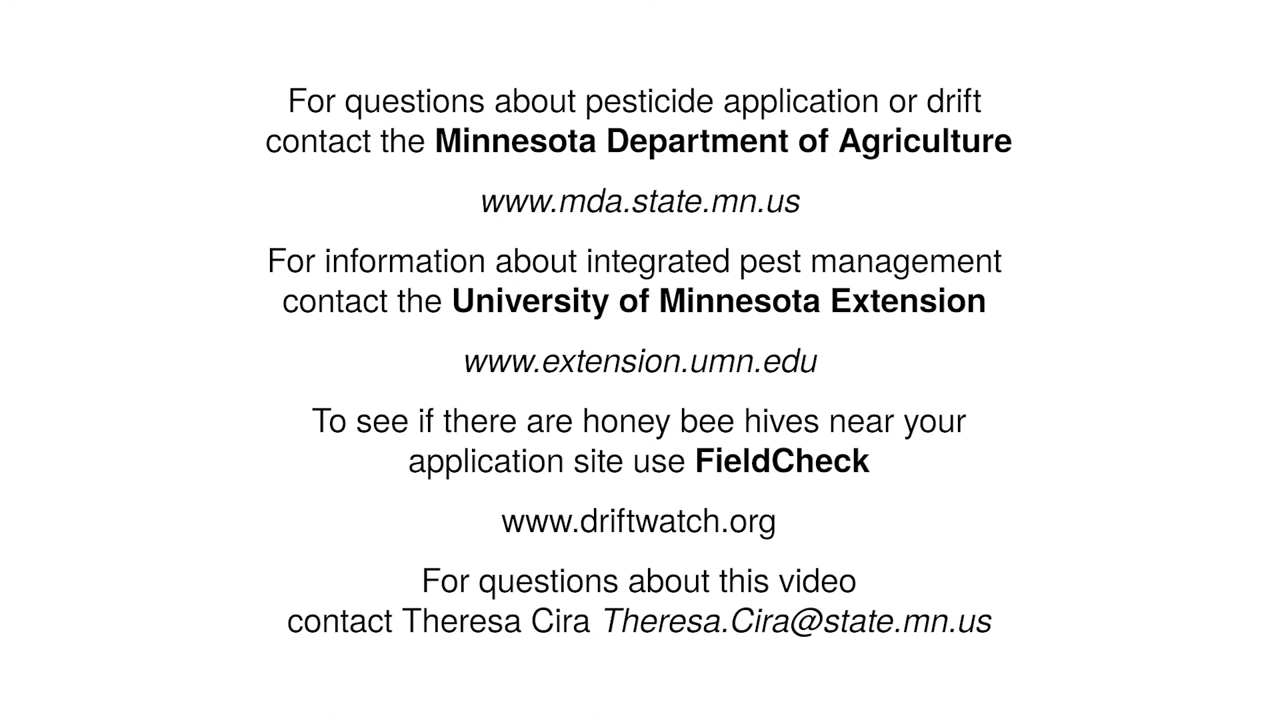 For questions about pesticide application or drift
contact the Minnesota Department of Agriculture
www.mda.state.mn.us
For information about integrated pest management
contact the University of Minnesota Extension
www.extension.umn.edu
To see if there are honey bee hives near your
application site use FieldCheck
www.driftwatch.org
For questions about this video
contact Theresa Cira Theresa.Cira@state.mn.us